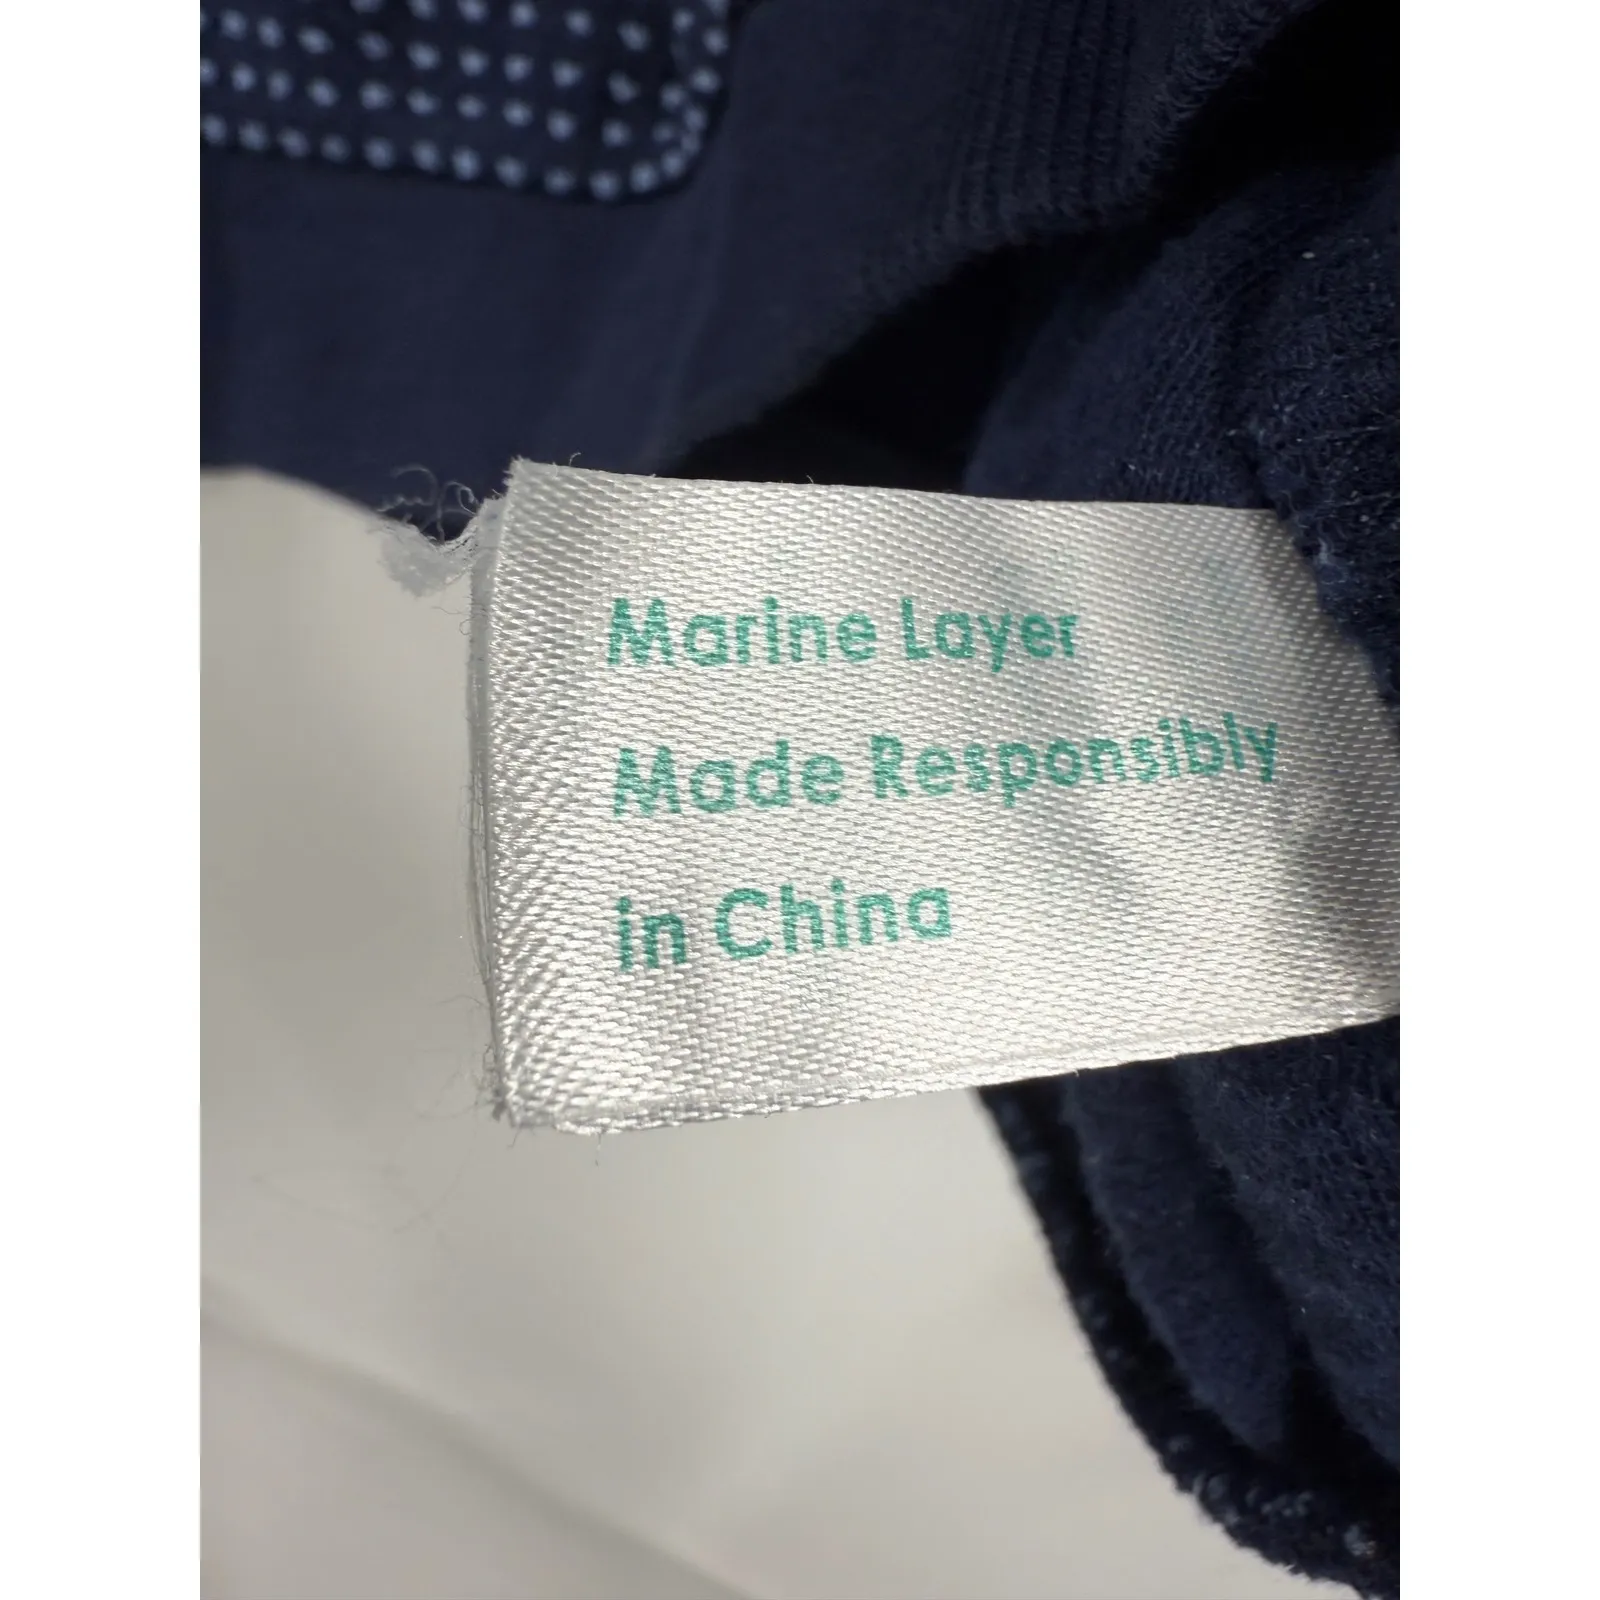 Marine Layer
Made Responsibly
in China